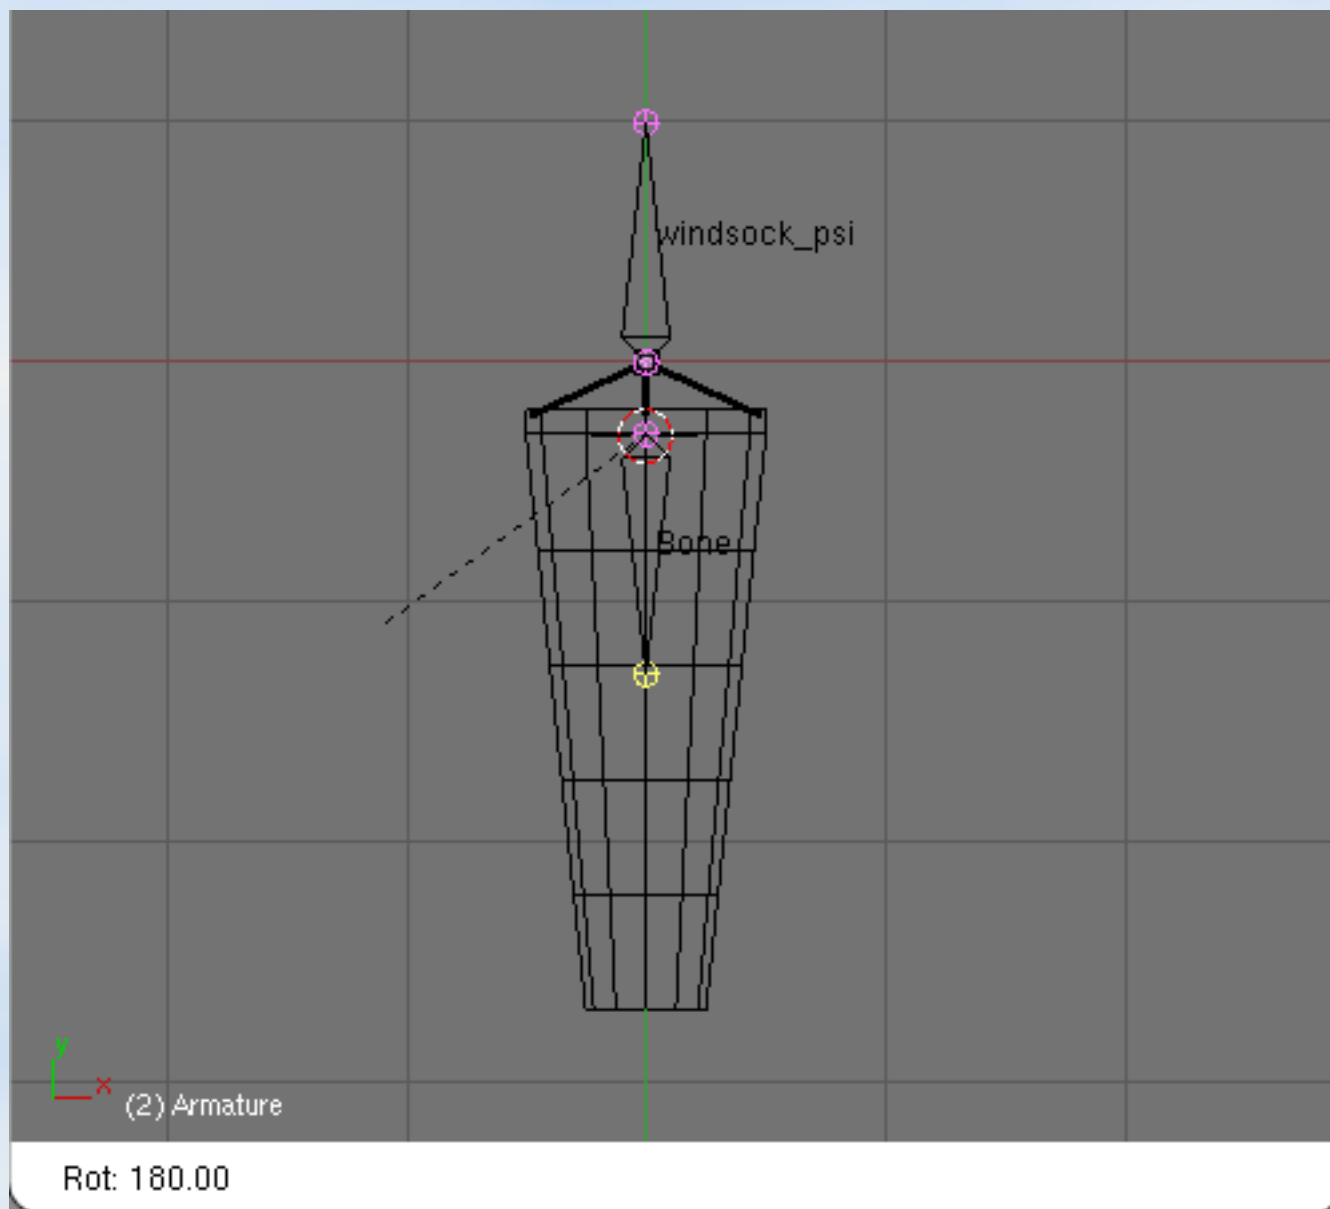 windsock_psi
Bone
y
x
(2) Armature
Rot: 180.00